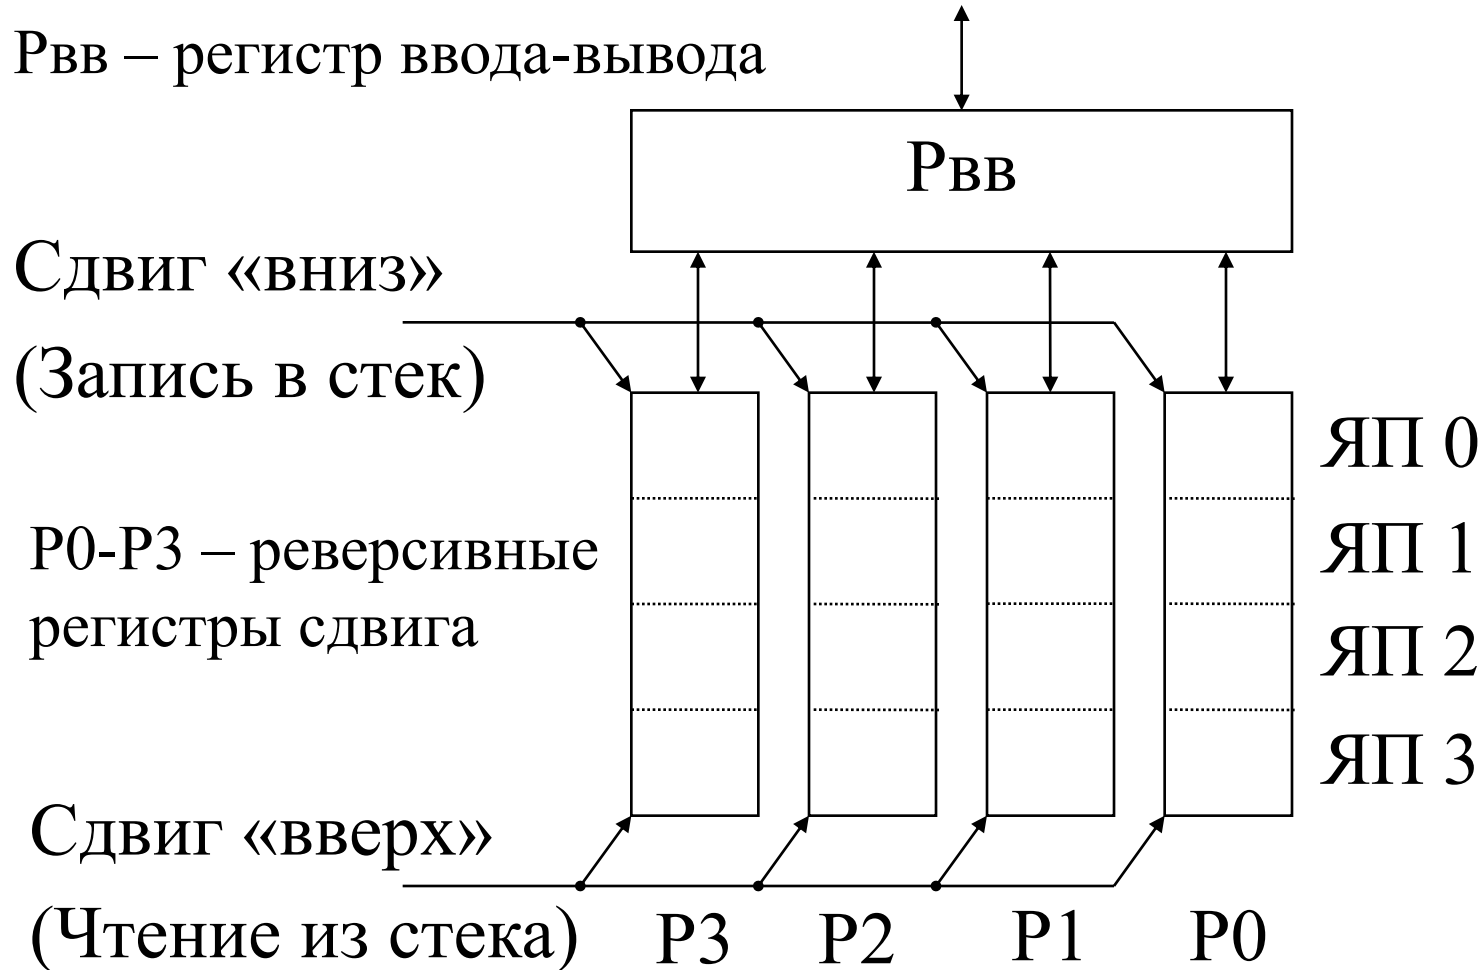 Рвв – регистр ввода-вывода
Рвв
Сдвиг «вниз»
(Запись в стек)
ЯП 0
Р0-Р3 – реверсивные
ЯП 1
регистры сдвига
ЯП 2
ЯП 3
Сдвиг «вверх»
(Чтение из стека)
Р3 Р2 Р1 Р0